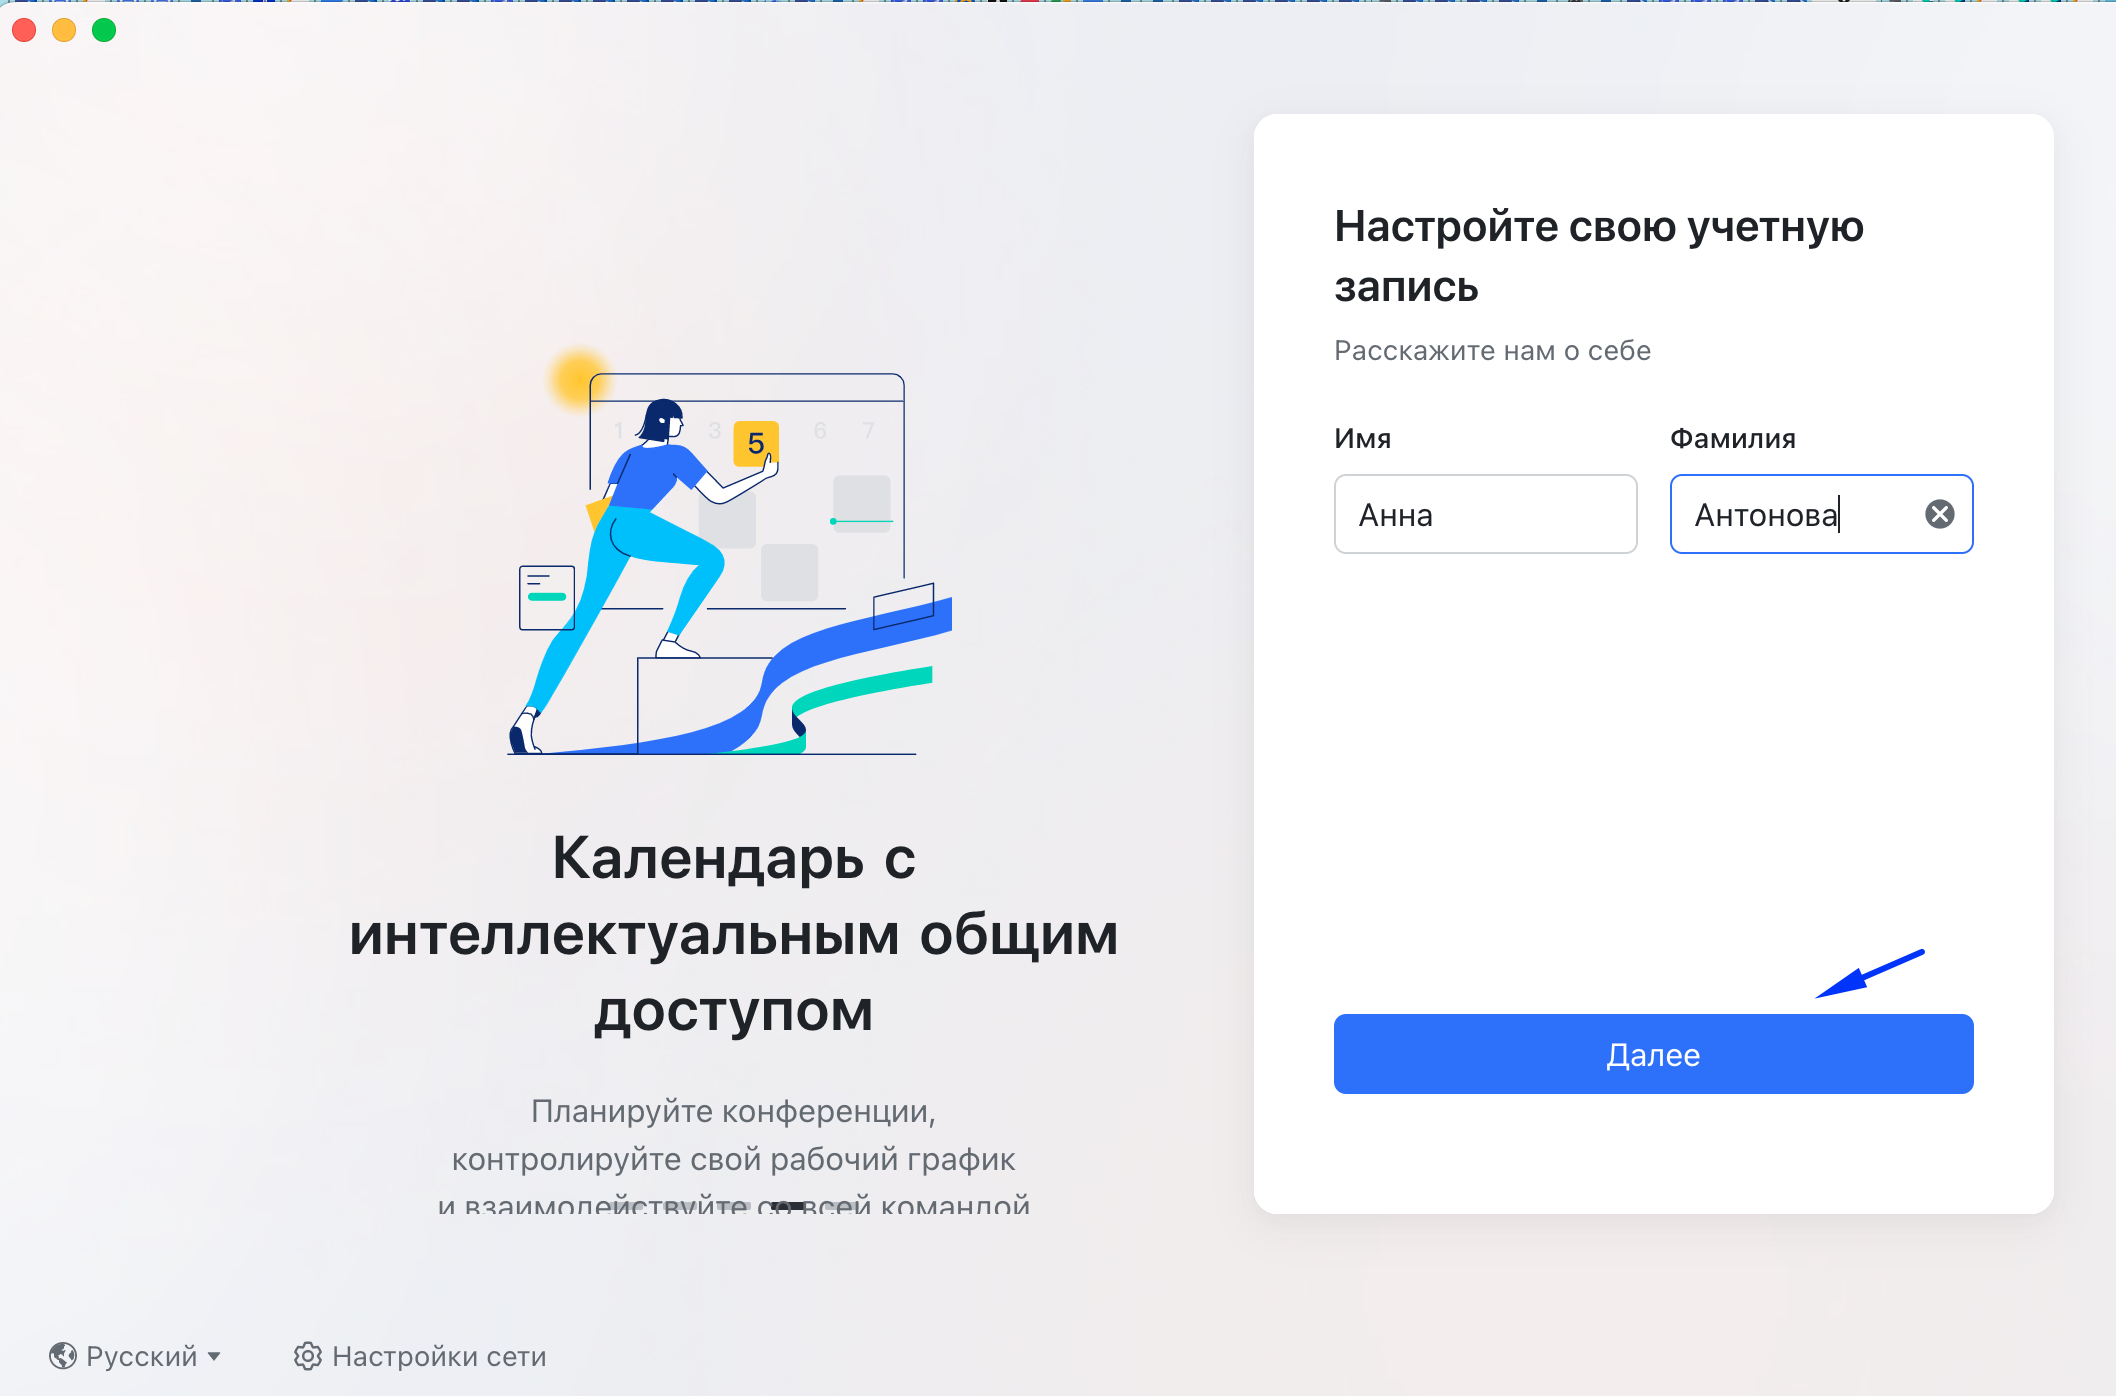 1 3 5 6 7
Календарь с
интеллектуальным общим
доступом
Планируйте конференции,
контролируйте свой рабочий график
и взаимодействуйте со всей командой
Настройте свою учетную
запись
Расскажите нам о себе
Имя Фамилия
Анна Антонова
Далее
Русский Настройки сети